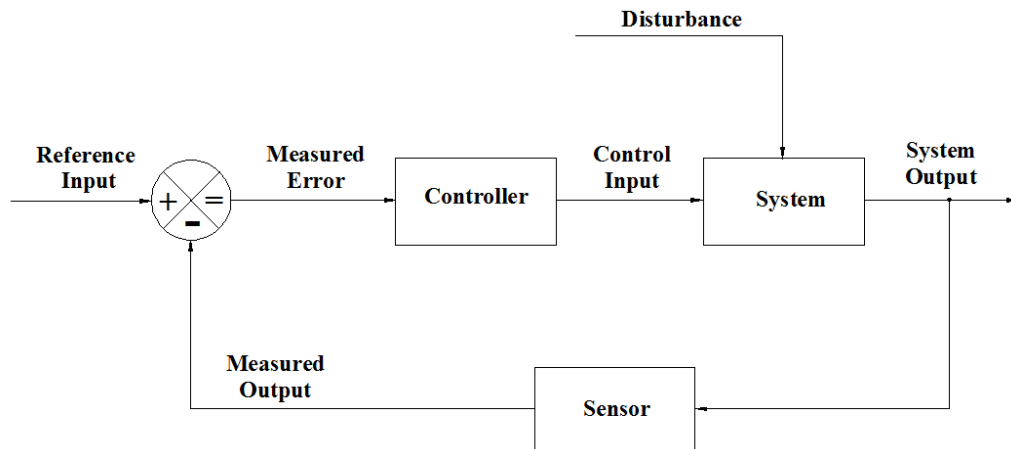 Disturbance
Reference
Input
Measured
Error
Controller
Control
Input
System
System
Output
+
=
-
Measured
Output
Sensor